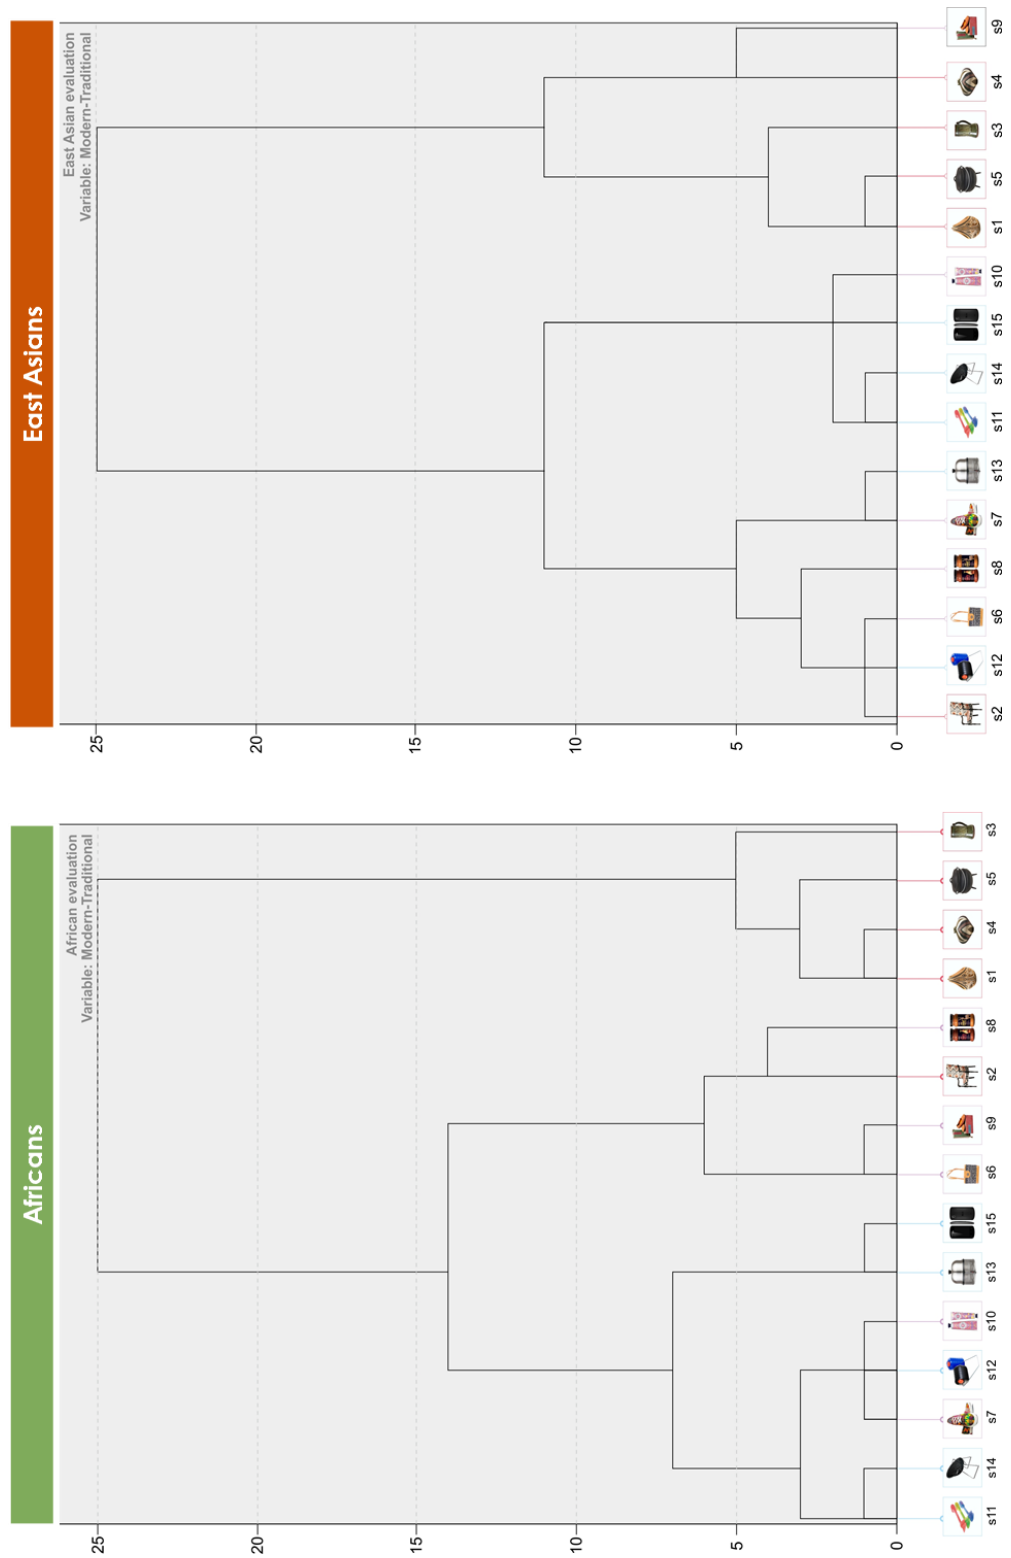 East Asians
East Asian evaluation
Variable: Modern-Traditional
s9
s4
s3
s5
s1
s10
s15
s14
s11
s13
s7
s8
s6
s12
s2
25
20
15
10
5
0
Africans
African evaluation
Variable: Modern-Traditional
s3
s5
s4
s1
s8
s2
s9
s6
s15
s13
s10
s12
s7
s14
s11
25
20
15
10
5
0